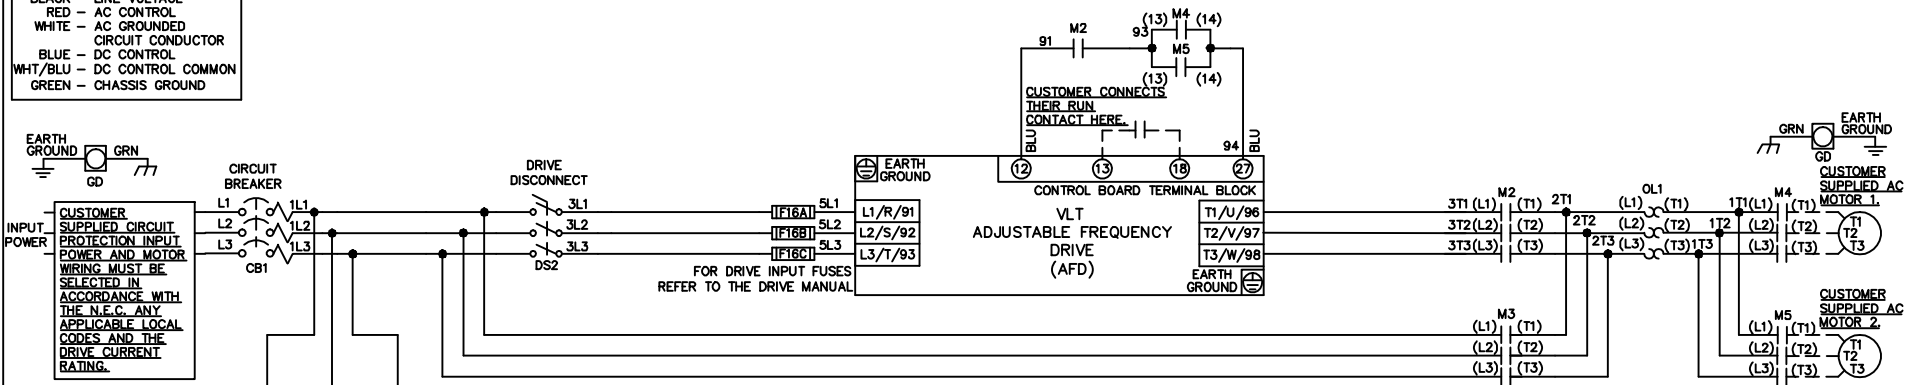 RED – AC CONTROL
WHITE – AC GROUNDED
CIRCUIT CONDUCTOR
BLUE – DC CONTROL
WHT/BLU – DC CONTROL COMMON
GREEN – CHASSIS GROUND
EARTH
GROUND
GRN
GD
INPUT
POWER
CUSTOMER
SUPPLIED CIRCUIT
PROTECTION INPUT
POWER AND MOTOR
WIRING MUST BE
SELECTED IN
ACCORDANCE WITH
THE N.E.C. ANY
APPLICABLE LOCAL
CODES AND THE
DRIVE CURRENT
RATING.
CIRCUIT
BREAKER
L1 1L1
L2 1L2
L3 1L3
CB1
DRIVE
DISCONNECT
3L1
3L2
3L3
DS2
F16A 5L1
F16B 5L2
F16C 5L3
FOR DRIVE INPUT FUSES
REFER TO THE DRIVE MANUAL
91 M2 93
(13) M4 (14)
M5
(13) (14)
CUSTOMER CONNECTS
THEIR RUN
CONTACT HERE.
BLU
94 BLU
12 13 18 27
CONTROL BOARD TERMINAL BLOCK
EARTH
GROUND
L1/R/91
L2/S/92
L3/T/93
VLT
ADJUSTABLE FREQUENCY
DRIVE
(AFD)
T1/U/96
T2/V/97
T3/W/98
EARTH
GROUND
M2
3T1 (L1) (T1) 2T1
3T2 (L2) (T2) 2T2
3T3 (L3) (T3) 2T3
OL1
(L1) (T1) 1T1
(L2) (T2) 1T2
(L3) (T3) 1T3
M4
(L1) (T1)
(L2) (T2)
(L3) (T3)
T1
T2
T3
GRN
EARTH
GROUND
GD
CUSTOMER
SUPPLIED AC
MOTOR 1.
M3
(L1) (T1)
(L2) (T2)
(L3) (T3)
M5
(L1) (T1)
(L2) (T2)
(L3) (T3)
T1
T2
T3
CUSTOMER
SUPPLIED AC
MOTOR 2.